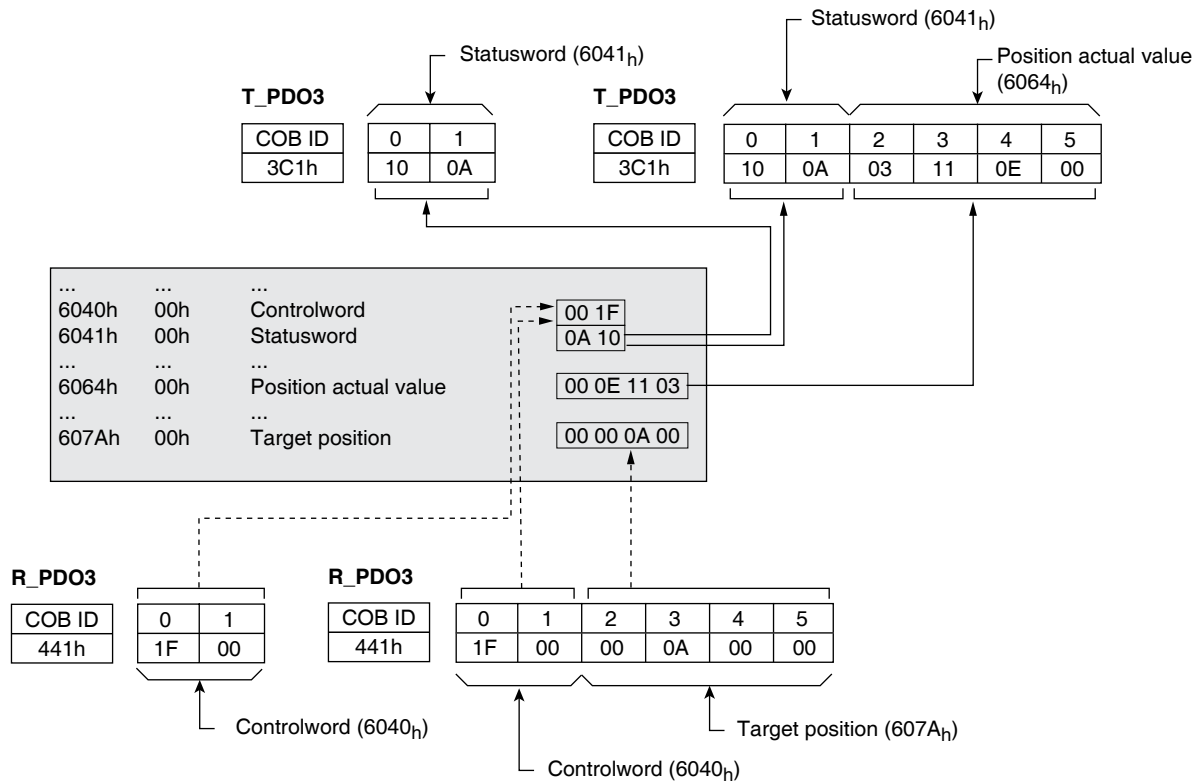 Statusword (6041h)
Statusword (6041h)
Position actual value
(6064h)
T_PDO3
T_PDO3
COB ID 0 1
3C1h 10 0A
COB ID 0 1 2 3 4 5
3C1h 10 0A 03 11 0E 00
... ... ...
6040h 00h Controlword 00 1F
6041h 00h Statusword 0A 10
... ... ...
6064h 00h Position actual value 00 0E 11 03
... ... ...
607Ah 00h Target position 00 00 0A 00
R_PDO3
R_PDO3
COB ID 0 1
441h 1F 00
COB ID 0 1 2 3 4 5
441h 1F 00 00 0A 00 00
Controlword (6040h)
Target position (607Ah)
Controlword (6040h)